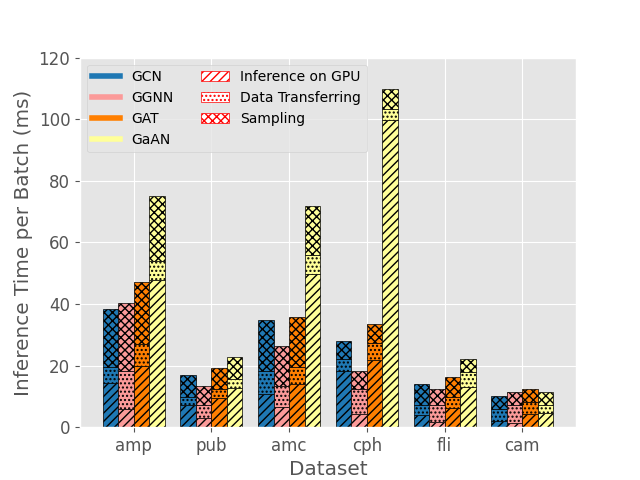 120
100
80
60
40
20
0
Inference Time per Batch (ms)
GCN
GGNN
GAT
GaAN
Inference on GPU
Data Transferring
Sampling
amp pub amc cph fli cam
Dataset